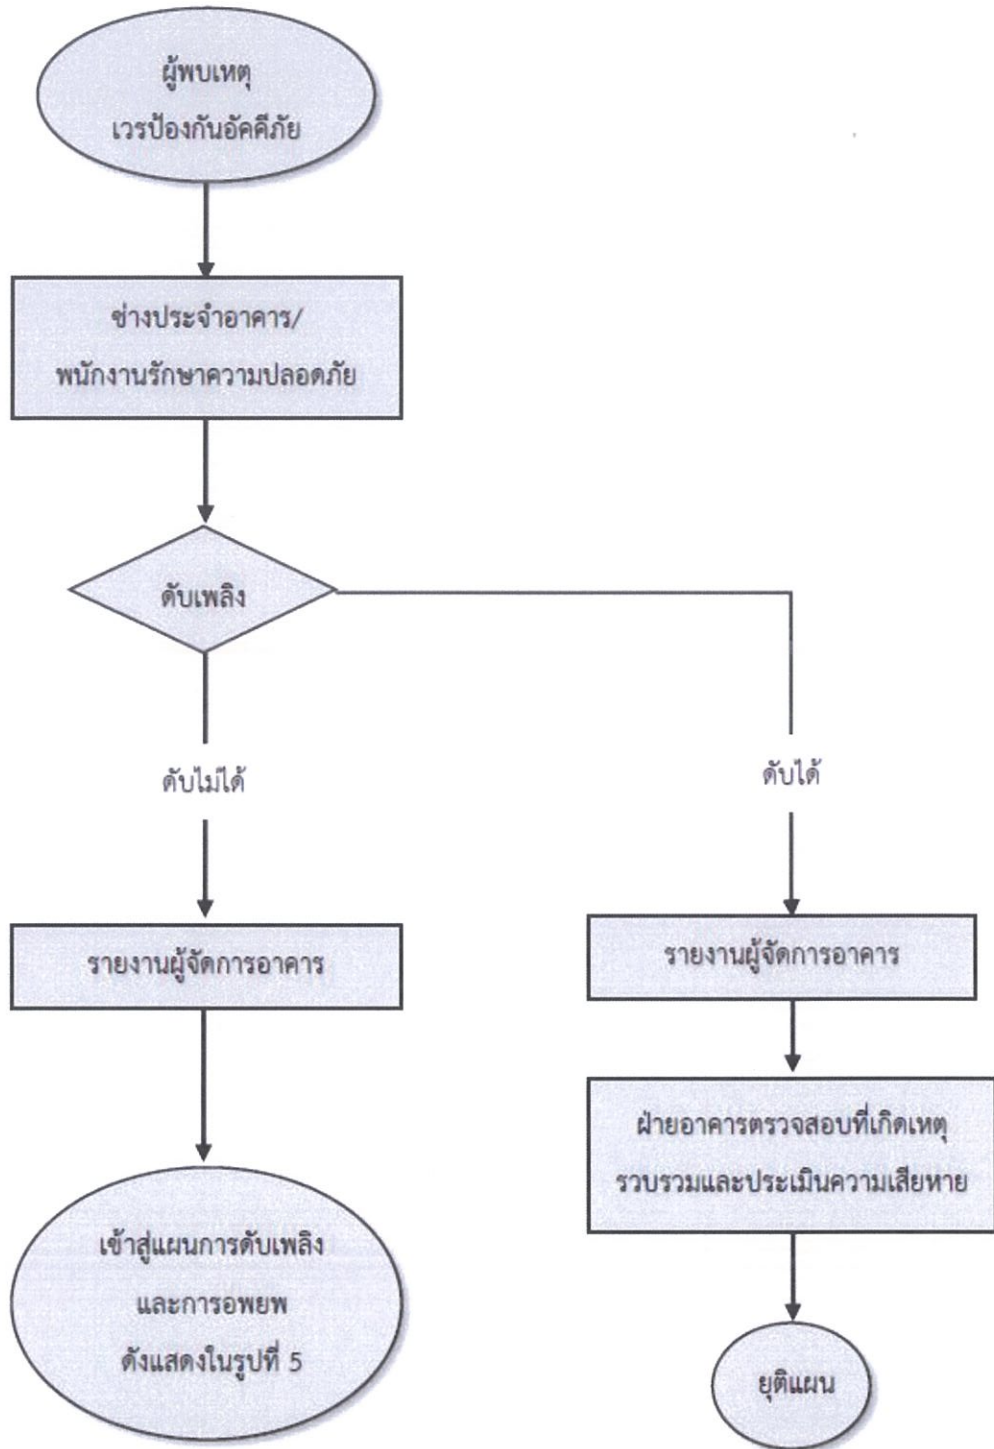 ผู้พบเหตุ
เวรป้องกันอัคคีภัย
ช่างประจำอาคาร/
พนักงานรักษาความปลอดภัย
ดับเพลิง
ดับไม่ได้
ดับได้
รายงานผู้จัดการอาคาร
รายงานผู้จัดการอาคาร
ฝ่ายอาคารตรวจสอบที่เกิดเหตุ
รวบรวมและประเมินความเสียหาย
เข้าสู่แผนการดับเพลิง
และการอพยพ
ดังแสดงในรูปที่ 5
ยุติแผน